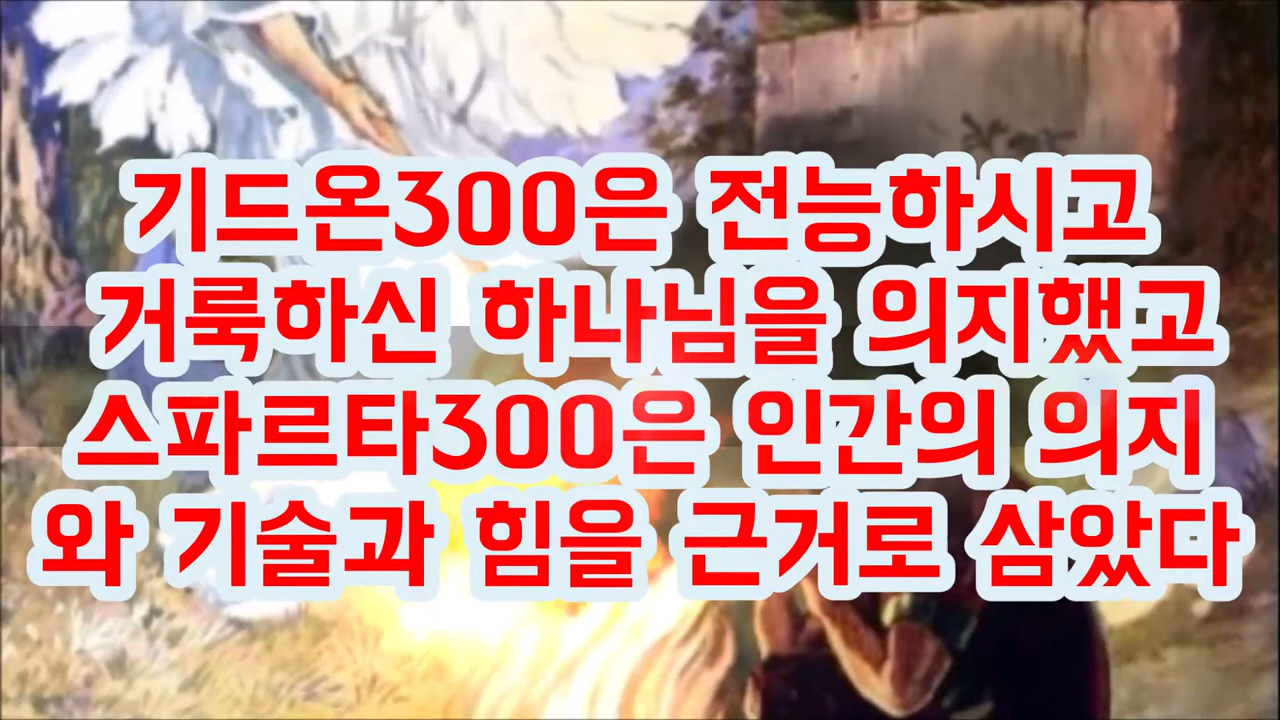 기드온300은 전능하시고
거룩하신 하나님을 의지했고
스파르타300은 인간의 의지
와 기술과 힘을 근거로 삼았다